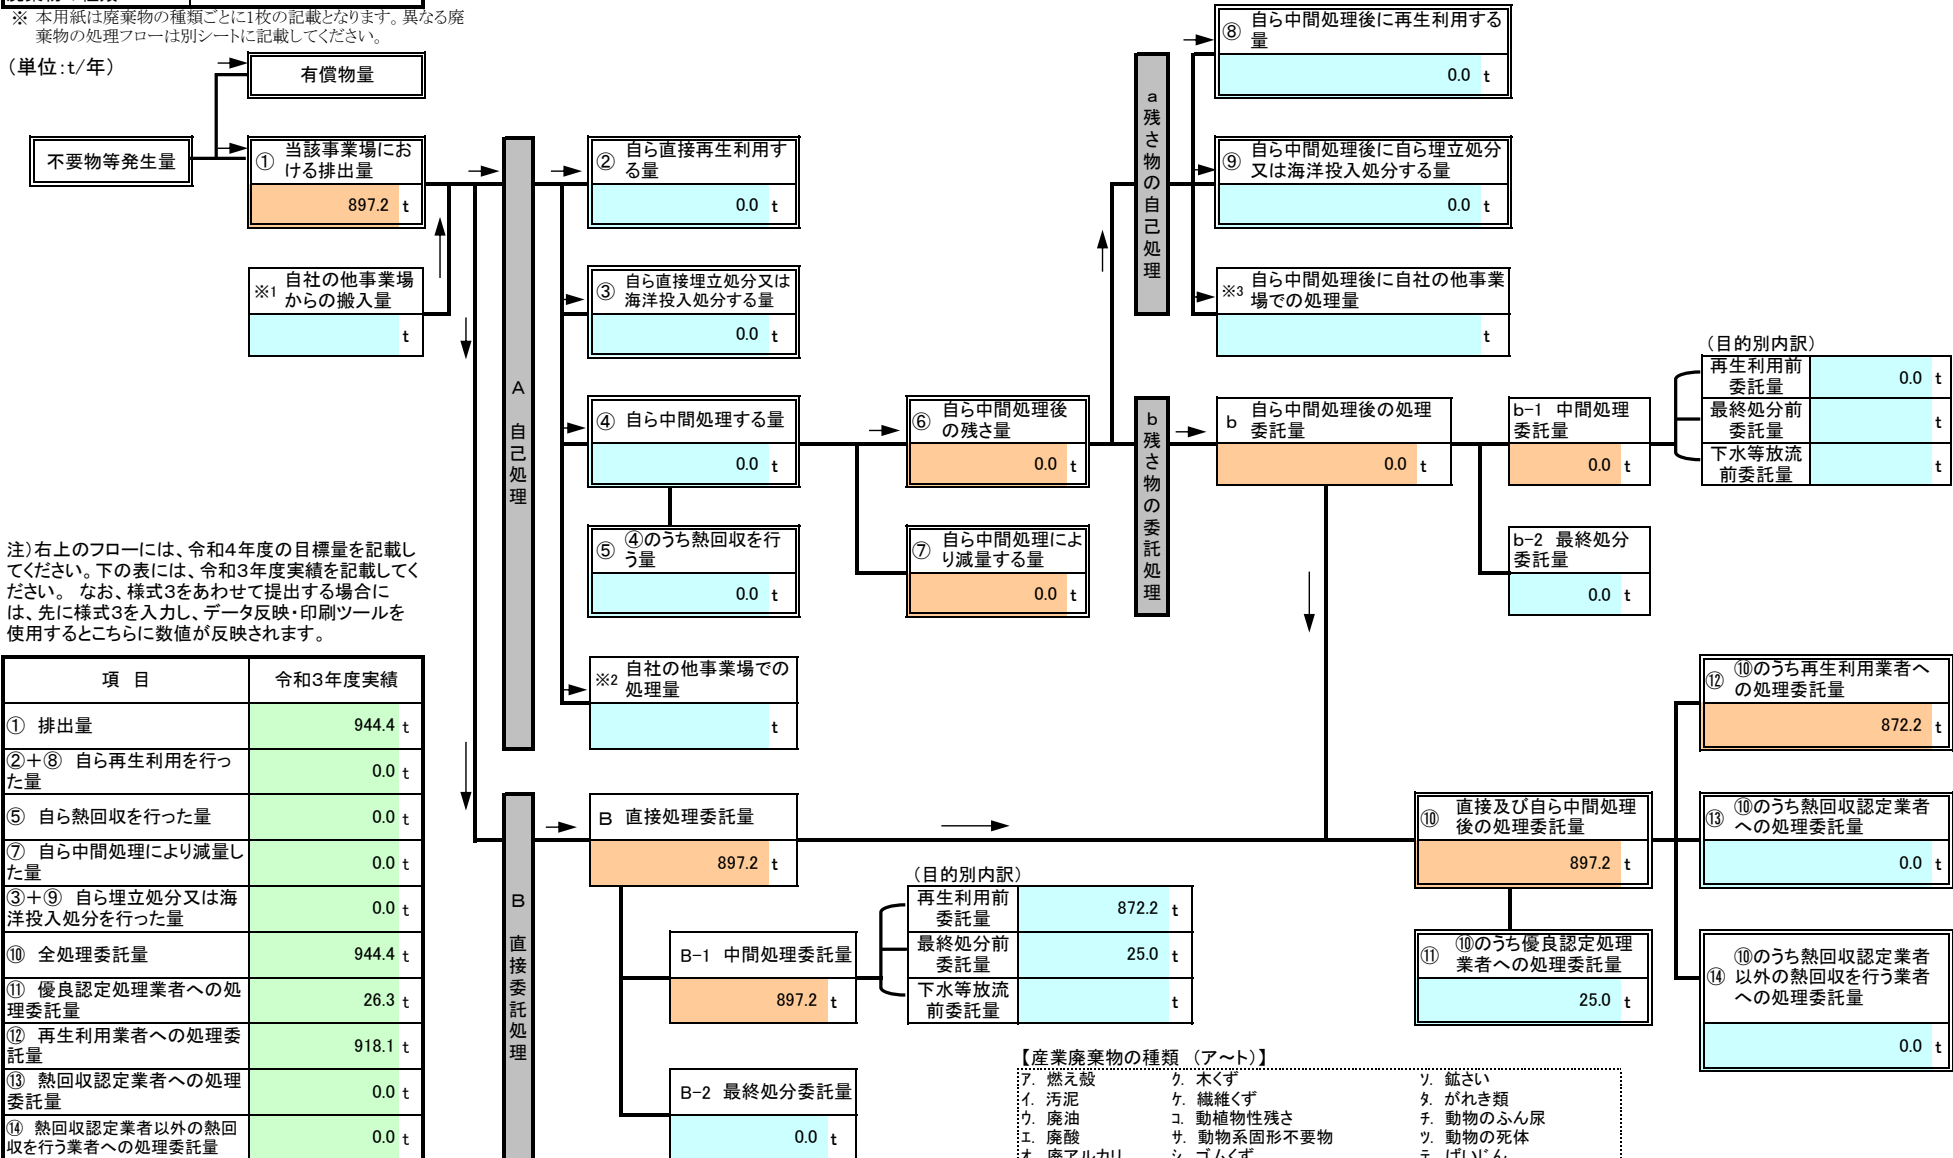 ※ 本用紙は廃棄物の種類ごとに1枚の記載となります。異なる廃
棄物の処理フローは別シートに記載してください。
（単位:t/年）
有償物量
不要物等発生量
① 当該事業場にお
ける排出量
897.2 t
※1 自社の他事業場
からの搬入量
t
A 自己処理
② 自ら直接再生利用す
る量
0.0 t
③ 自ら直接埋立処分又は
海洋投入処分する量
0.0 t
④ 自ら中間処理する量
0.0 t
⑤ ④のうち熱回収を行
う量
0.0 t
※2 自社の他事業場での
処理量
t
⑥ 自ら中間処理後
の残さ量
0.0 t
⑦ 自ら中間処理によ
り減量する量
0.0 t
a 残さ物の自己処理
⑧ 自ら中間処理後に再生利用する
量
0.0 t
⑨ 自ら中間処理後に自ら埋立処分
又は海洋投入処分する量
0.0 t
※3 自ら中間処理後に自社の他事業
場での処理量
t
b 残さ物の委託処理
b 自ら中間処理後の処理
委託量
0.0 t
b-1 中間処理
委託量
0.0 t
（目的別内訳）
再生利用前
委託量
0.0 t
最終処分前
委託量
t
下水等放流
前委託量
t
b-2 最終処分
委託量
0.0 t
注）右上のフローには、令和4年度の目標量を記載し
てください。下の表には、令和3年度実績を記載してく
ださい。 なお、様式3をあわせて提出する場合に
は、先に様式3を入力し、データ反映・印刷ツールを
使用するとこちらに数値が反映されます。
項 目 令和3年度実績
① 排出量 944.4 t
②＋⑧ 自ら再生利用を行っ
た量
0.0 t
⑤ 自ら熱回収を行った量 0.0 t
⑦ 自ら中間処理により減量し
た量
0.0 t
③＋⑨ 自ら埋立処分又は海
洋投入処分を行った量
0.0 t
⑩ 全処理委託量 944.4 t
⑪ 優良認定処理業者への処
理委託量
26.3 t
⑫ 再生利用業者への処理委
託量
918.1 t
⑬ 熱回収認定業者への処理
委託量
0.0 t
⑭ 熱回収認定業者以外の熱回
収を行う業者への処理委託量
0.0 t
B 直接委託処理
B 直接処理委託量
897.2 t
B-1 中間処理委託量
897.2 t
（目的別内訳）
再生利用前
委託量
872.2 t
最終処分前
委託量
25.0 t
下水等放流
前委託量
t
B-2 最終処分委託量
0.0 t
⑩ 直接及び自ら中間処理
後の処理委託量
897.2 t
⑪ ⑩のうち優良認定処理
業者への処理委託量
25.0 t
⑫ ⑩のうち再生利用業者へ
の処理委託量
872.2 t
⑬ ⑩のうち熱回収認定業者
への処理委託量
0.0 t
⑭ ⑩のうち熱回収認定業者
以外の熱回収を行う業者
への処理委託量
0.0 t
【産業廃棄物の種類 （ア～ト）】
ア. 燃え殻 ク. 木くず ソ. 鉱さい
イ. 汚泥 ケ. 繊維くず タ. がれき類
ウ. 廃油 コ. 動植物性残さ チ. 動物のふん尿
エ. 廃酸 サ. 動物系固形不要物 ツ. 動物の死体
オ. 廃アルカリ シ. ゴムくず テ. ばいじん